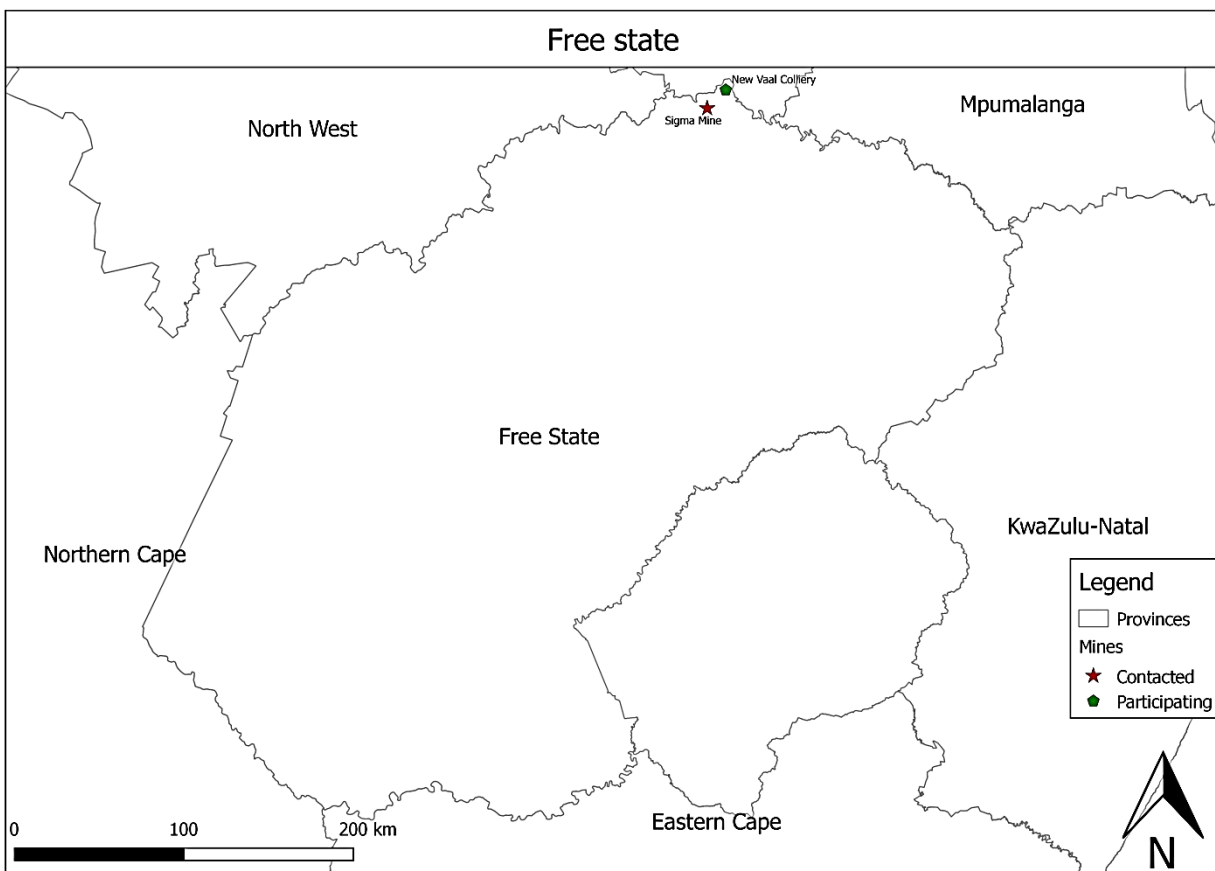 Free state
New Vaal Colliery
Sigma Mine
Mpumalanga
North West
Free State
KwaZulu-Natal
Northern Cape
Legend
Provinces
Mines
Contacted
Participating
Eastern Cape
0 100 200 km
N